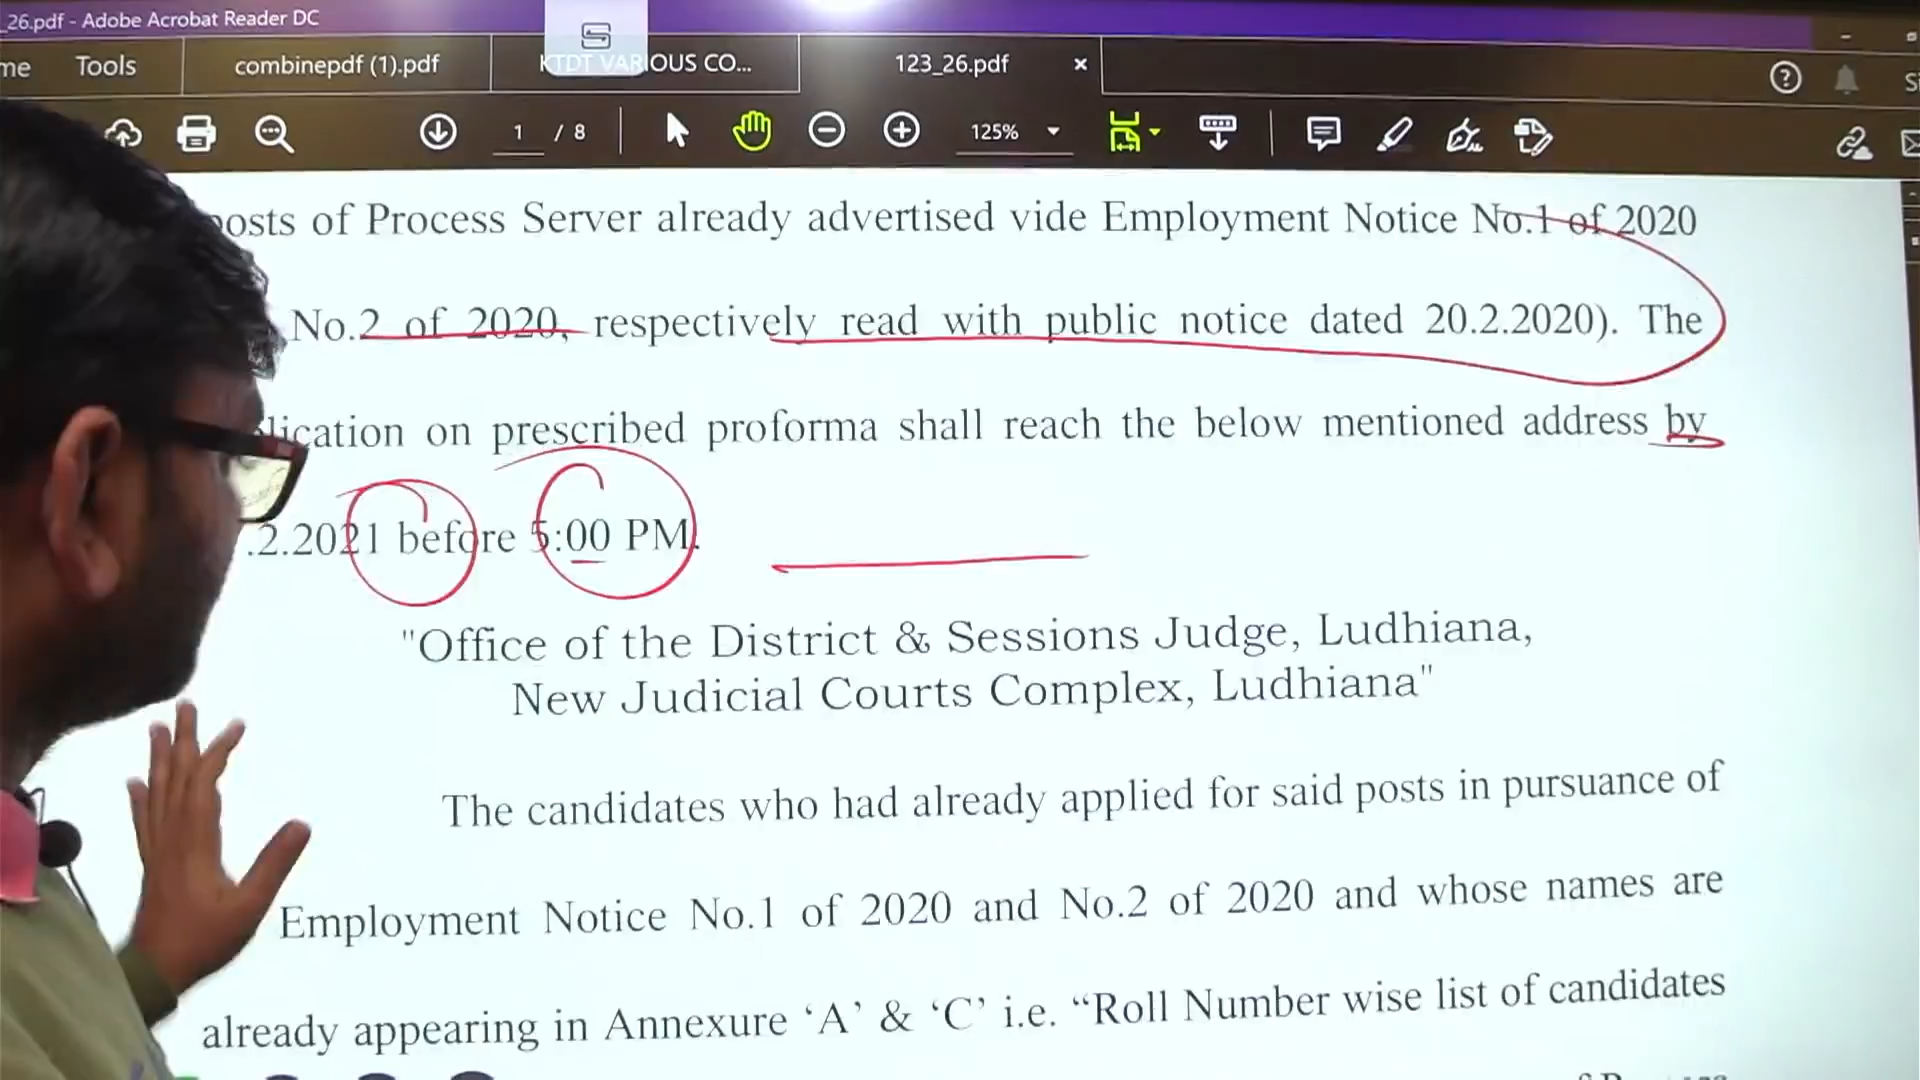 _26.pdf - Adobe Acrobat Reader DC
me Tools combinepdf (1).pdf KTDT VARIOUS CO... 123_26.pdf
1 / 8 125%
posts of Process Server already advertised vide Employment Notice No.1 of 2020
No.2 of 2020, respectively read with public notice dated 20.2.2020). The
lication on prescribed proforma shall reach the below mentioned address by
.2.2021 before 5:00 PM.
"Office of the District & Sessions Judge, Ludhiana,
New Judicial Courts Complex, Ludhiana"
The candidates who had already applied for said posts in pursuance of
Employment Notice No.1 of 2020 and No.2 of 2020 and whose names are
already appearing in Annexure ‘A’ & ‘C’ i.e. “Roll Number wise list of candidates